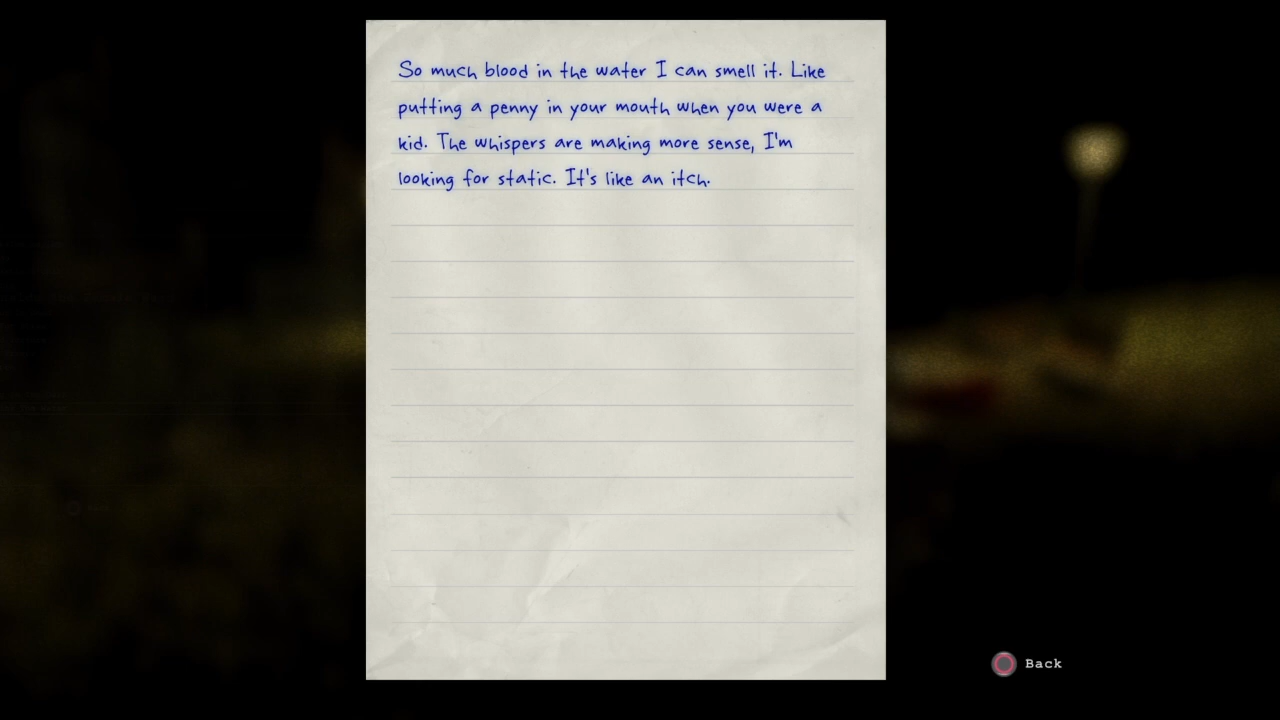 So much blood in the water I can smell it. Like
putting a penny in your mouth when you were a
kid. The whispers are making more sense, I'm
looking for static. It's like an itch.
Back